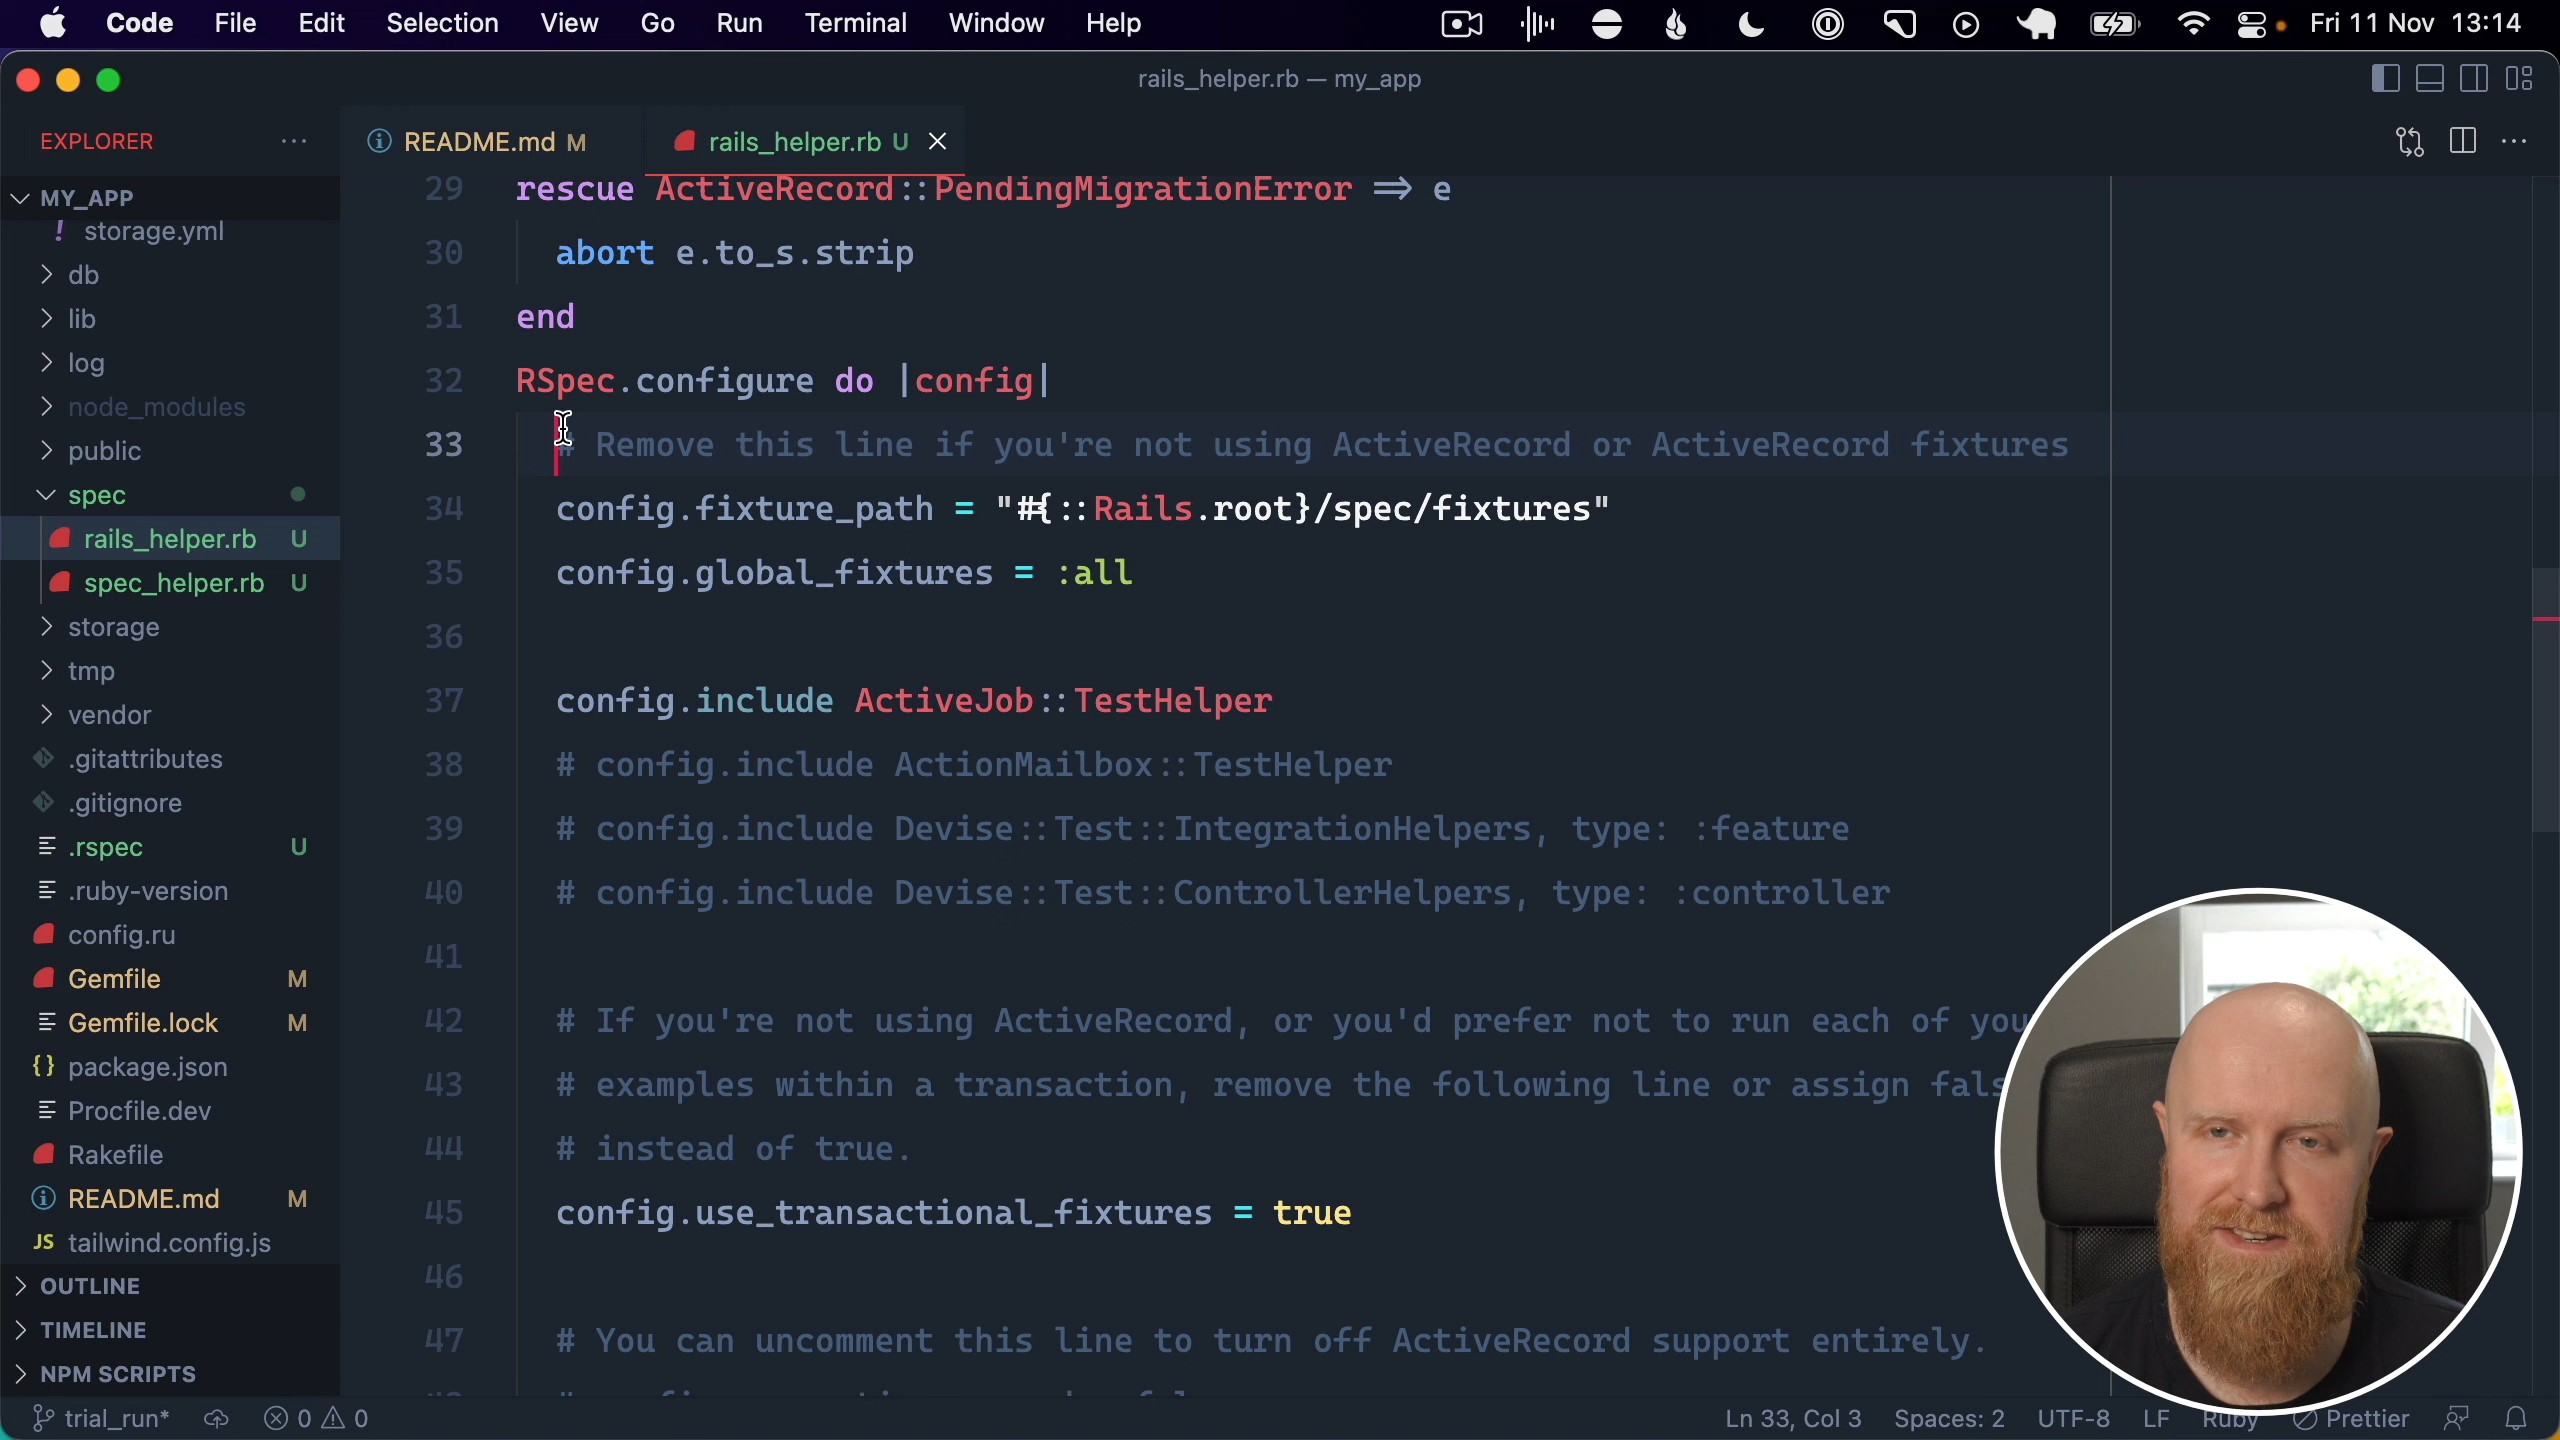 Code File Edit Selection View Go Run Terminal Window Help Fri 11 Nov 13:14
rails_helper.rb — my_app
EXPLORER
README.md M
rails_helper.rb U
MY_APP
! storage.yml
db
lib
log
node_modules
public
spec
rails_helper.rb U
spec_helper.rb U
storage
tmp
vendor
.gitattributes
.gitignore
.rspec U
.ruby-version
config.ru
Gemfile M
Gemfile.lock M
{} package.json
Procfile.dev
Rakefile
README.md M
JS tailwind.config.js
OUTLINE
TIMELINE
NPM SCRIPTS
29 rescue ActiveRecord::PendingMigrationError => e
30 abort e.to_s.strip
31 end
32 RSpec.configure do |config|
33 # Remove this line if you're not using ActiveRecord or ActiveRecord fixtures
34 config.fixture_path = "#{::Rails.root}/spec/fixtures"
35 config.global_fixtures = :all
36
37 config.include ActiveJob::TestHelper
38 # config.include ActionMailbox::TestHelper
39 # config.include Devise::Test::IntegrationHelpers, type: :feature
40 # config.include Devise::Test::ControllerHelpers, type: :controller
41
42 # If you're not using ActiveRecord, or you'd prefer not to run each of you
43 # examples within a transaction, remove the following line or assign fals
44 # instead of true.
45 config.use_transactional_fixtures = true
46
47 # You can uncomment this line to turn off ActiveRecord support entirely.
trial_run* 0 0 Ln 33, Col 3 Spaces: 2 UTF-8 LF Ruby Prettier